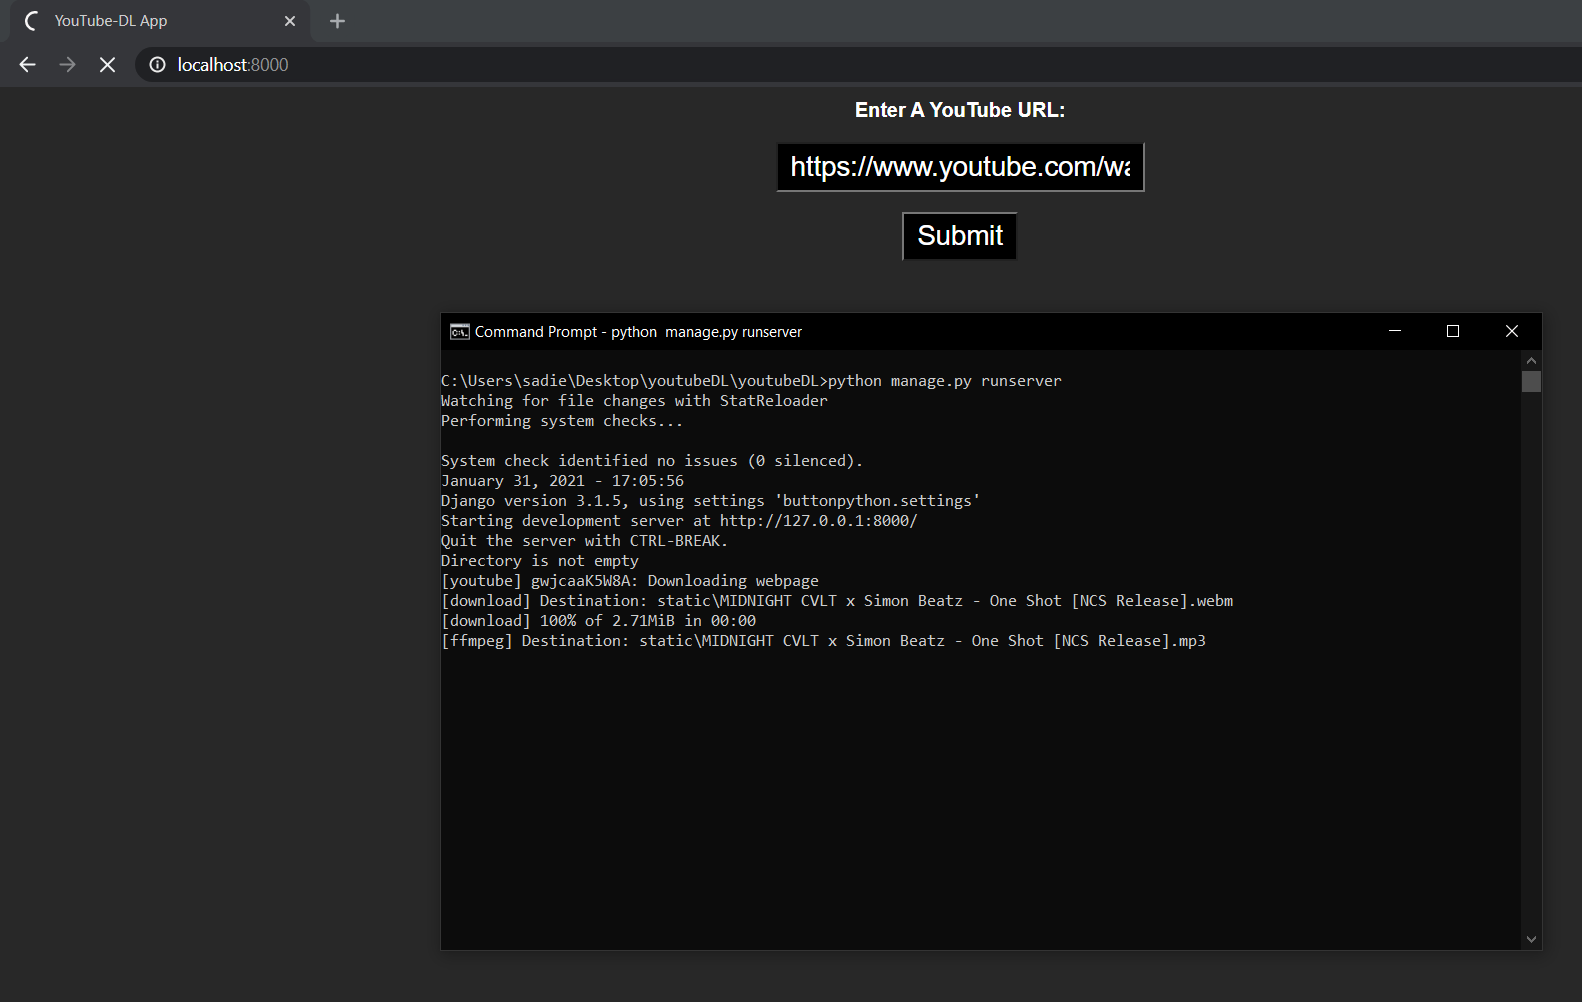 YouTube-DL App
localhost:8000
Enter A YouTube URL:
https://www.youtube.com/wa
Submit
Command Prompt - python  manage.py runserver
C:\Users\sadie\Desktop\youtubeDL\youtubeDL>python manage.py runserver
Watching for file changes with StatReloader
Performing system checks...
System check identified no issues (0 silenced).
January 31, 2021 - 17:05:56
Django version 3.1.5, using settings 'buttonpython.settings'
Starting development server at http://127.0.0.1:8000/
Quit the server with CTRL-BREAK.
Directory is not empty
[youtube] gwjcaaK5W8A: Downloading webpage
[download] Destination: static\MIDNIGHT CVLT x Simon Beatz - One Shot [NCS Release].webm
[download] 100% of 2.71MiB in 00:00
[ffmpeg] Destination: static\MIDNIGHT CVLT x Simon Beatz - One Shot [NCS Release].mp3